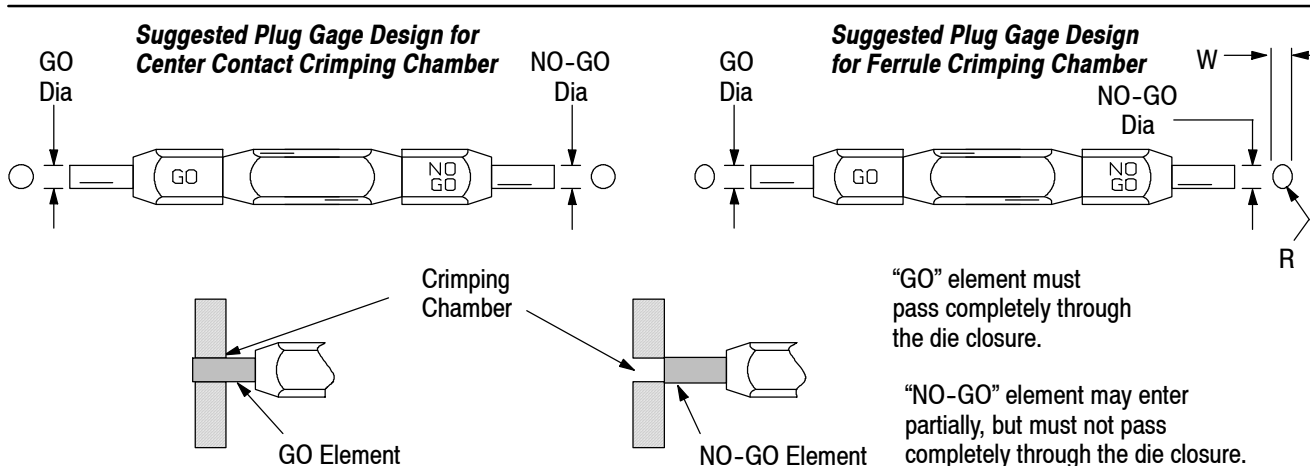 Suggested Plug Gage Design for
Center Contact Crimping Chamber
GO
Dia
NO-GO
Dia
GO
NO
GO
Suggested Plug Gage Design
for Ferrule Crimping Chamber
GO
Dia
NO-GO
Dia
W
GO
NO
GO
R
Crimping
Chamber
GO Element
NO-GO Element
“GO” element must
pass completely through
the die closure.
“NO-GO” element may enter
partially, but must not pass
completely through the die closure.